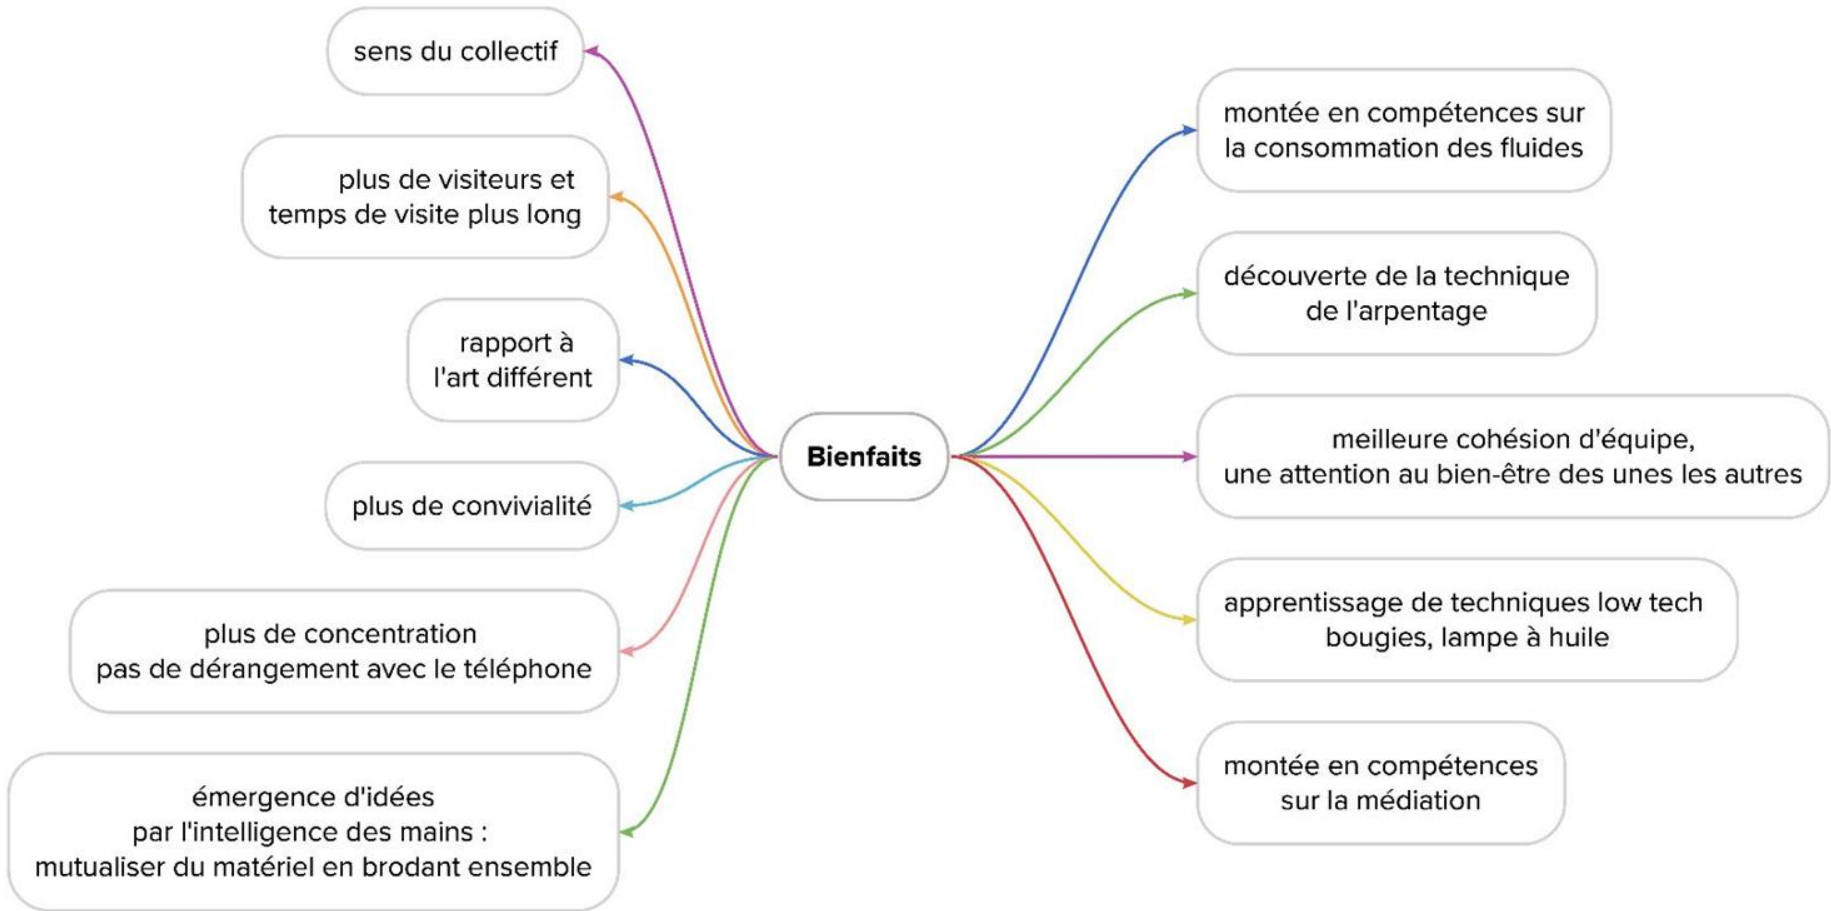 sens du collectif
plus de visiteurs et
temps de visite plus long
rapport à
l'art différent
plus de convivialité
plus de concentration
pas de dérangement avec le téléphone
émergence d'idées
par l'intelligence des mains :
mutualiser du matériel en brodant ensemble
Bienfaits
montée en compétences sur
la consommation des fluides
découverte de la technique
de l'arpentage
meilleure cohésion d'équipe,
une attention au bien-être des unes les autres
apprentissage de techniques low tech
bougies, lampe à huile
montée en compétences
sur la médiation